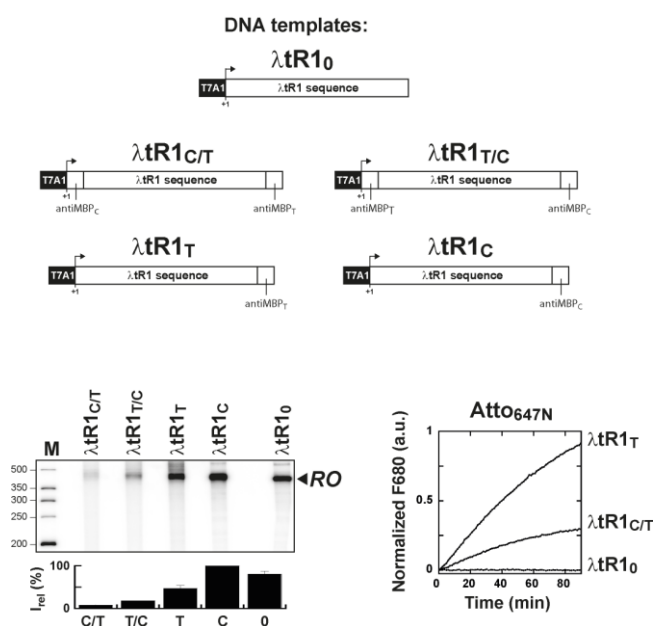 DNA templates:
λtR1₀
T7A1
λtR1 sequence
+1
λtR1C/T
T7A1
λtR1 sequence
+1
antiMBPC
antiMBPT
λtR1T/C
T7A1
λtR1 sequence
+1
antiMBPT
antiMBPC
λtR1T
T7A1
λtR1 sequence
+1
antiMBPT
λtR1C
T7A1
λtR1 sequence
+1
antiMBPC
M
λtR1C/T
λtR1T/C
λtR1T
λtR1C
λtR1₀
500
350
300
250
200
RO
Irel (%)
100
0
C/T T/C T C 0
Atto647N
Normalized F680 (a.u.)
1
0.5
0
0 40 80
Time (min)
λtR1T
λtR1C/T
λtR1₀